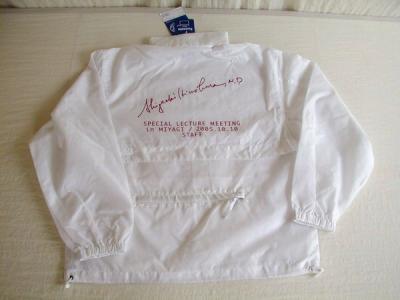 Shigeaki Hinohara, M.D
SPECIAL LECTURE MEETING
in MIYAGI / 2005.10.10
STAFF